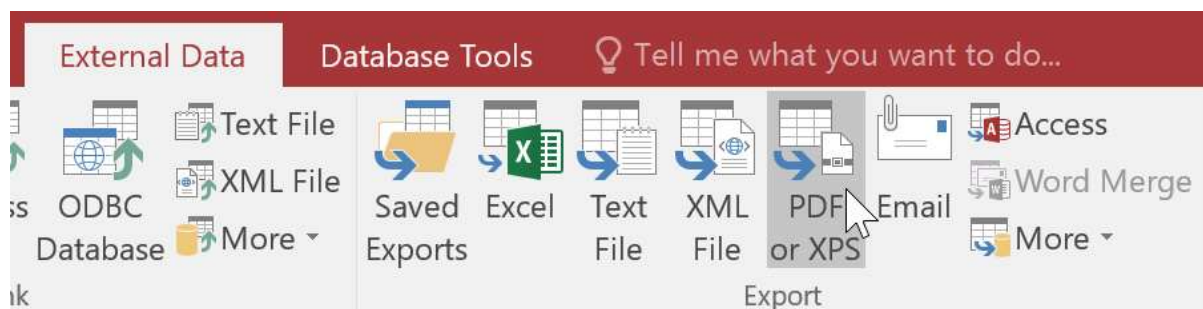 External Data
Database Tools
Tell me what you want to do...
ODBC
Database
Text File
XML File
More
Saved
Exports
Excel
Text
File
XML
File
PDF
or XPS
Email
Access
Word Merge
More
Export